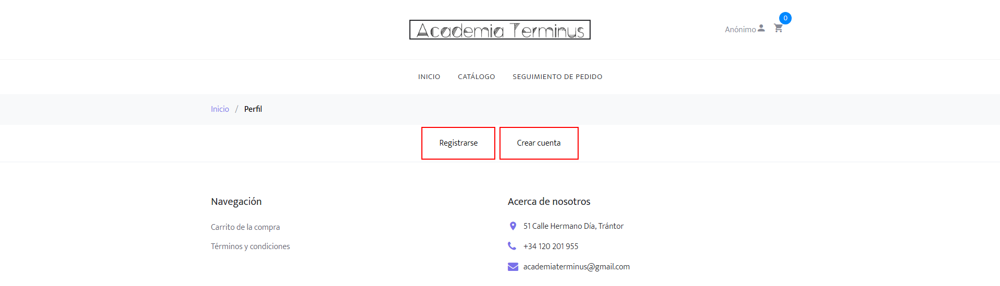 Academia Terminus
Anónimo
0
INICIO CATÁLOGO SEGUIMIENTO DE PEDIDO
Inicio / Perfil
Registrarse Crear cuenta
Navegación
Carrito de la compra
Términos y condiciones
Acerca de nosotros
51 Calle Hermano Día, Trántor
+34 120 201 955
academiaterminus@gmail.com